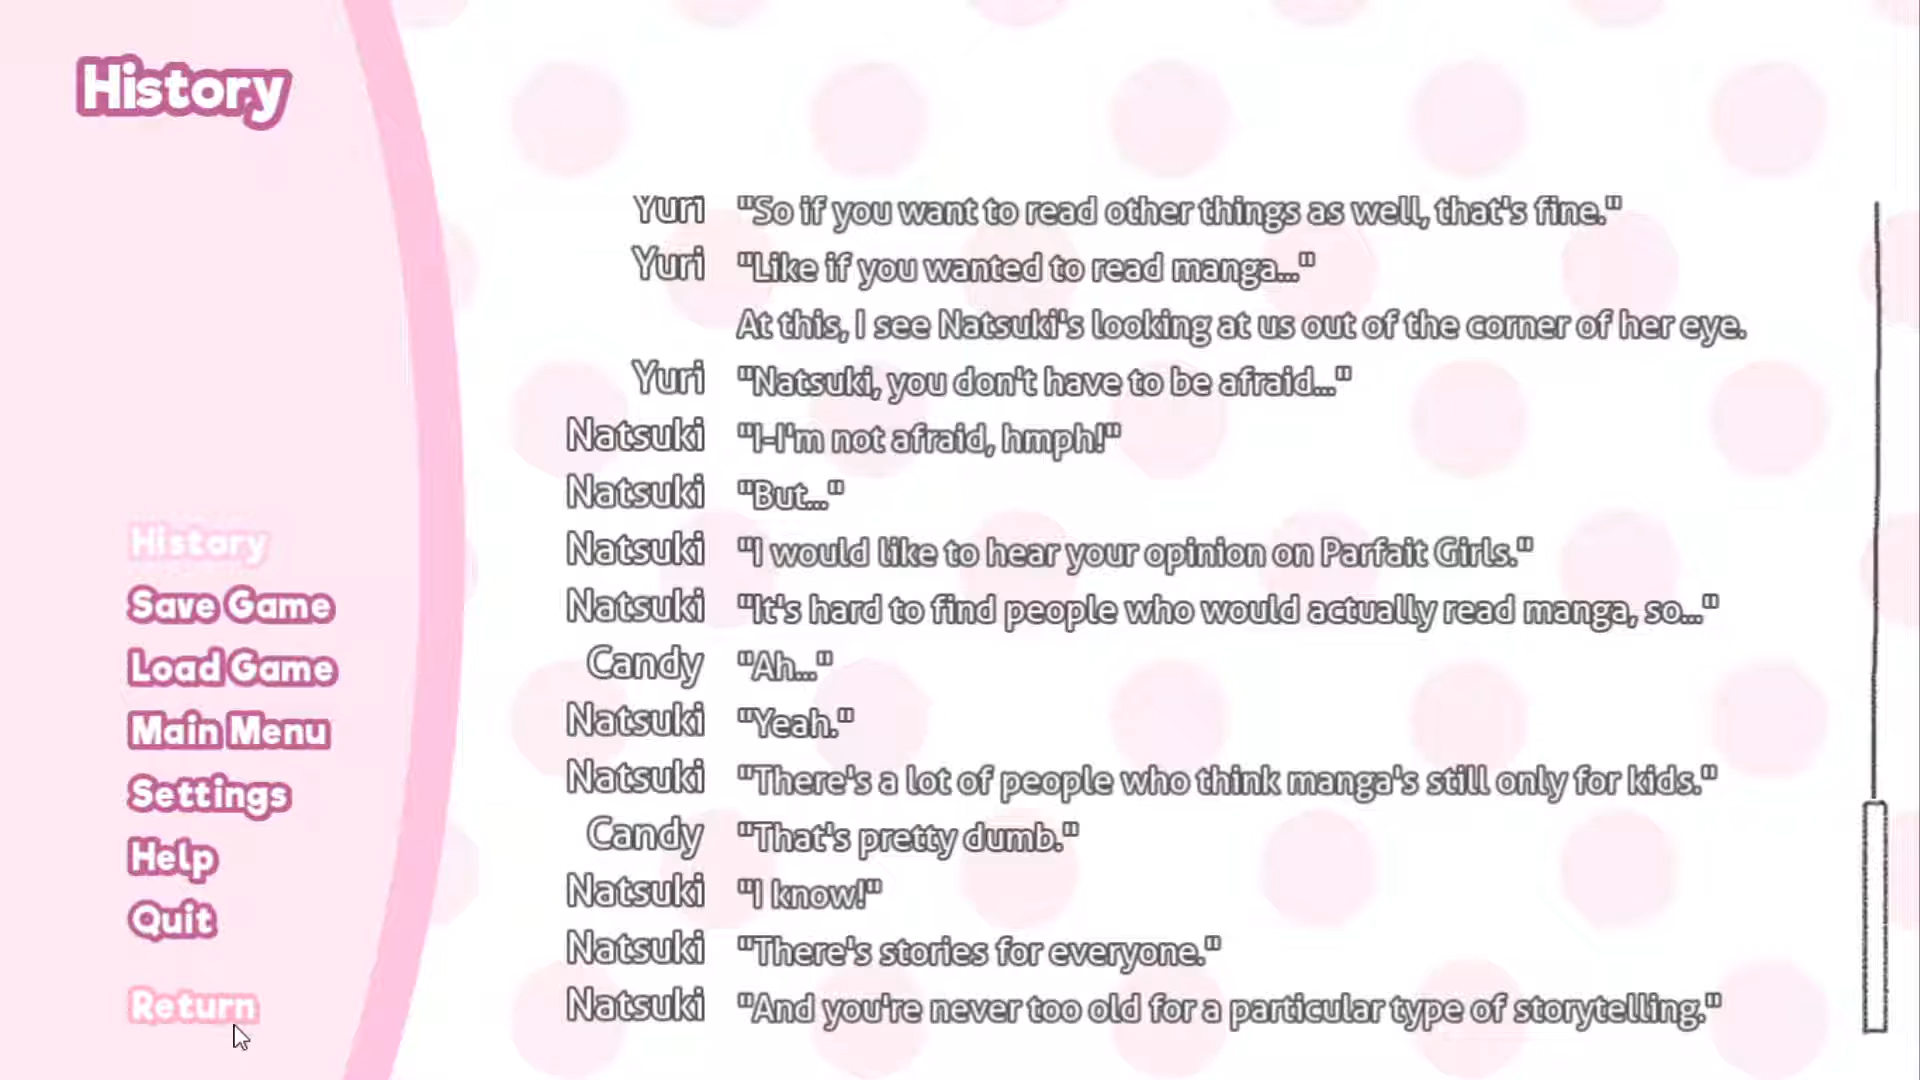 History
Yuri "So if you want to read other things as well, that's fine."
Yuri "Like if you wanted to read manga..."
At this, I see Natsuki's looking at us out of the corner of her eye.
Yuri "Natsuki, you don't have to be afraid..."
Natsuki "I-I'm not afraid, hmph!"
Natsuki "But..."
Natsuki "I would like to hear your opinion on Parfait Girls."
Natsuki "It's hard to find people who would actually read manga, so..."
Candy "Ah..."
Natsuki "Yeah."
Natsuki "There's a lot of people who think manga's still only for kids."
Candy "That's pretty dumb."
Natsuki "I know!"
Natsuki "There's stories for everyone."
Natsuki "And you're never too old for a particular type of storytelling."
History
Save Game
Load Game
Main Menu
Settings
Help
Quit
Return